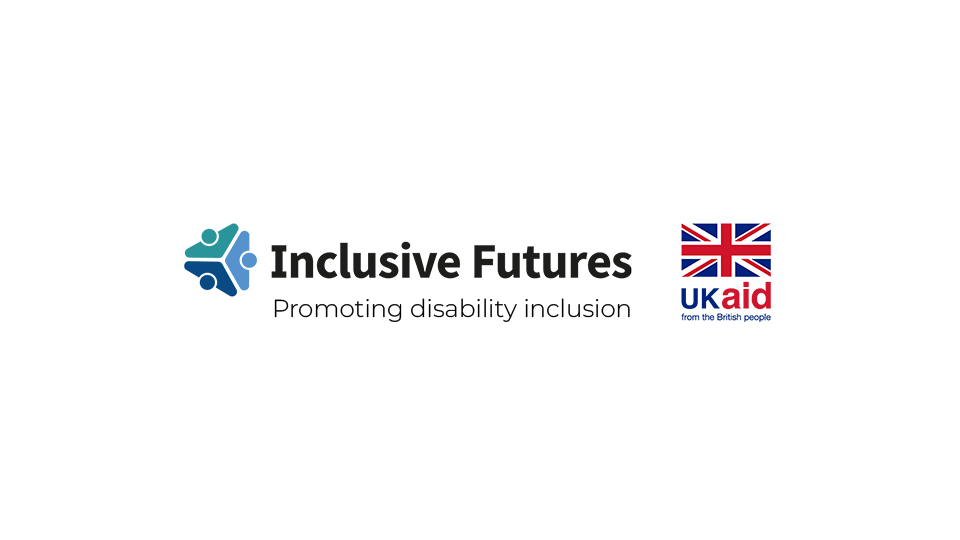 Inclusive Futures
Promoting disability inclusion
UKaid
from the British people